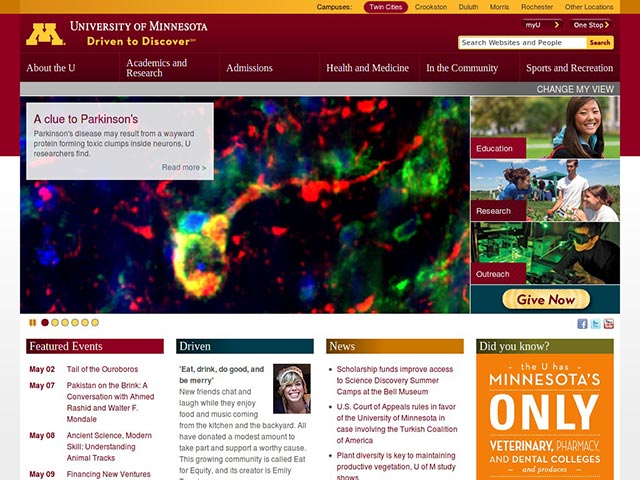 Campuses: Twin Cities Crookston Duluth Morris Rochester Other Locations
M UNIVERSITY OF MINNESOTA
Driven to Discover℠
myU One Stop
Search Websites and People Search
About the U
Academics and
Research
Admissions
Health and Medicine
In the Community
Sports and Recreation
CHANGE MY VIEW
A clue to Parkinson's
Parkinson's disease may result from a wayward
protein forming toxic clumps inside neurons, U
researchers find.
Read more >
Education
Research
Outreach
Give Now
Featured Events
May 02 Tail of the Ouroboros
May 07 Pakistan on the Brink: A
Conversation with Ahmed
Rashid and Walter F.
Mondale
May 08 Ancient Science, Modern
Skill: Understanding
Animal Tracks
May 09 Financing New Ventures
Driven
'Eat, drink, do good, and
be merry'
New friends chat and
laugh while they enjoy
food and music coming
from the kitchen and the backyard. All
have donated a modest amount to
take part and support a worthy cause.
This growing community is called Eat
for Equity, and its creator is Emily
News
Scholarship funds improve access
to Science Discovery Summer
Camps at the Bell Museum
U.S. Court of Appeals rules in favor
of the University of Minnesota in
case involving the Turkish Coalition
of America
Plant diversity is key to maintaining
productive vegetation, U of M study
shows
Did you know?
the U has
MINNESOTA'S
ONLY
VETERINARY, PHARMACY,
AND DENTAL COLLEGES
and produces